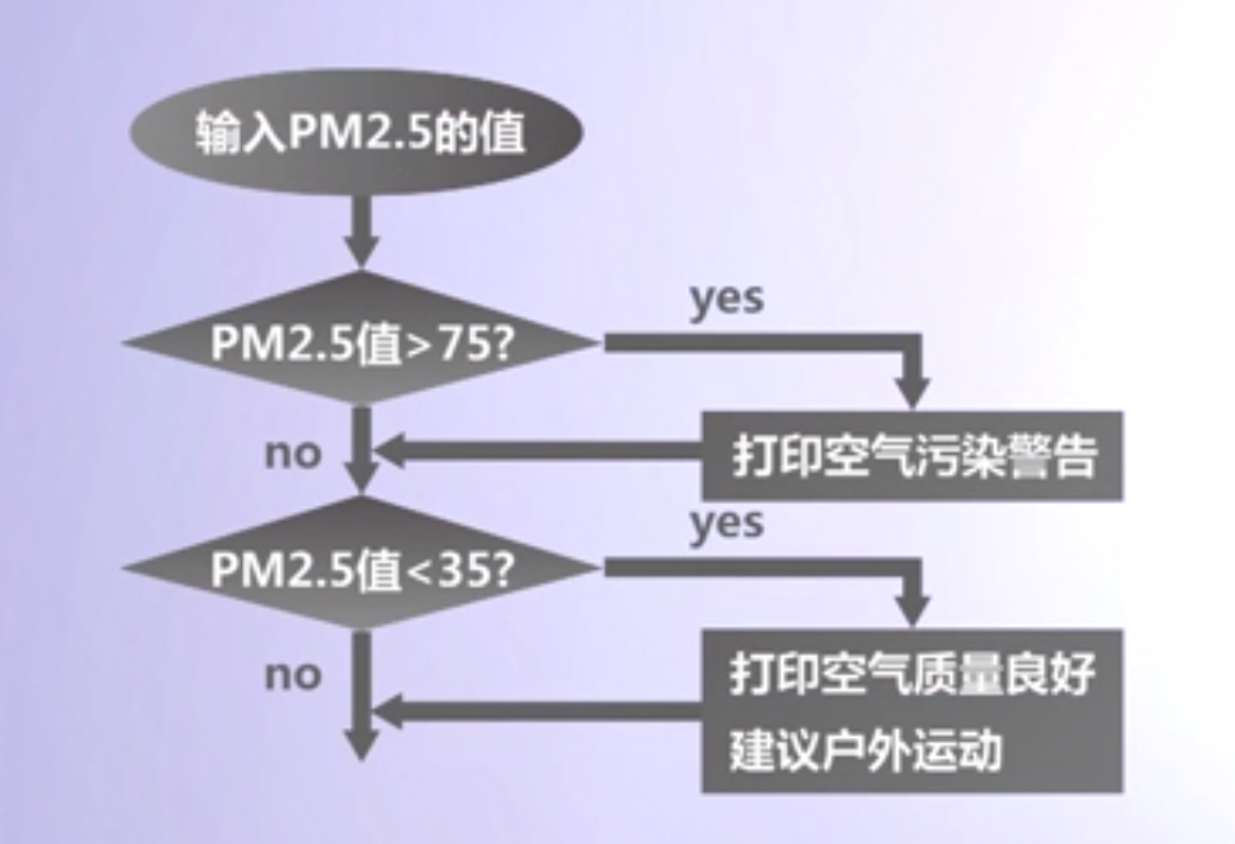 输入PM2.5的值
yes
PM2.5值>75?
no
打印空气污染警告
yes
PM2.5值<35?
no
打印空气质量良好
建议户外运动